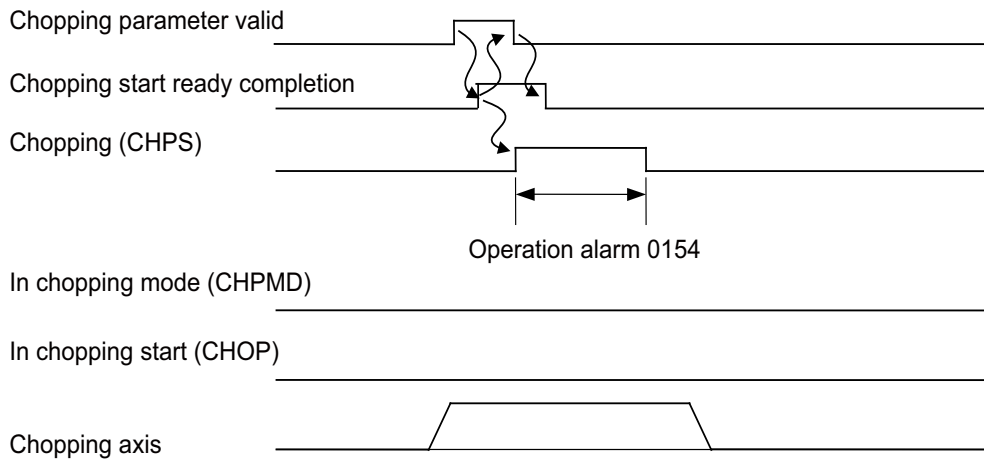 Chopping parameter valid
Chopping start ready completion
Chopping (CHPS)
Operation alarm 0154
In chopping mode (CHPMD)
In chopping start (CHOP)
Chopping axis